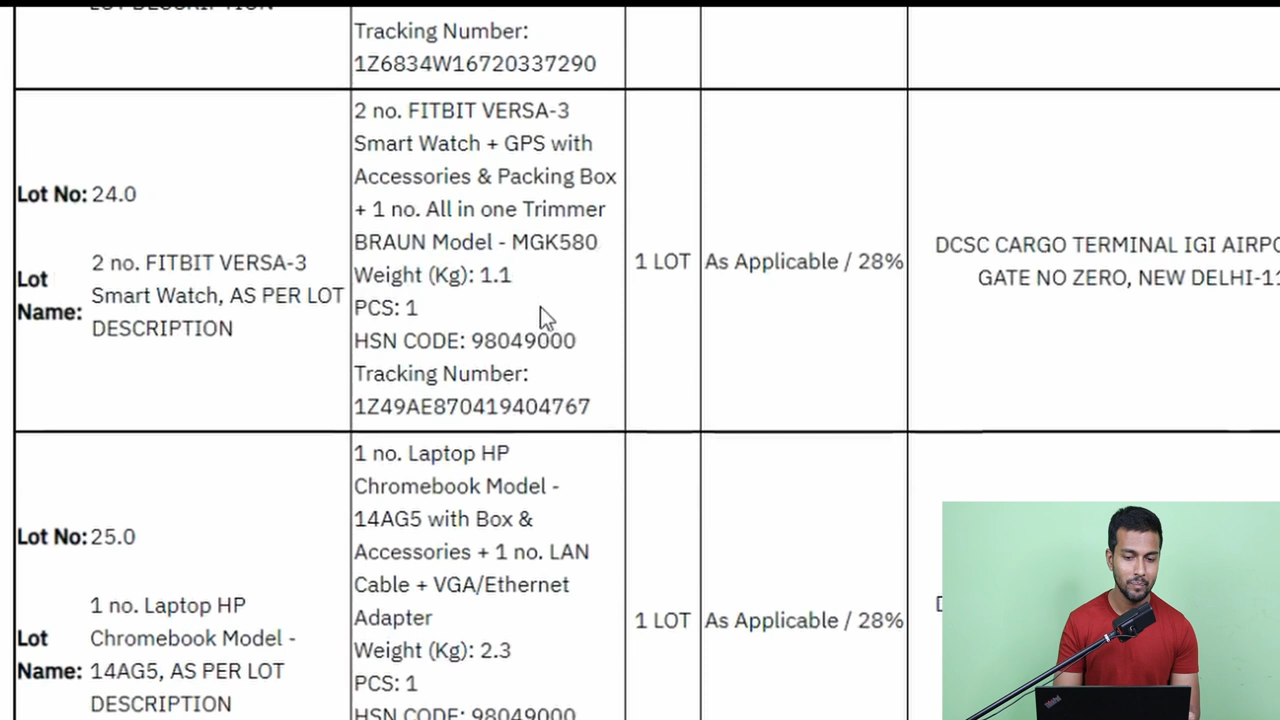 Tracking Number:
1Z6834W16720337290
Lot No: 24.0
Lot Name: 2 no. FITBIT VERSA-3
Smart Watch, AS PER LOT
DESCRIPTION
2 no. FITBIT VERSA-3
Smart Watch + GPS with
Accessories & Packing Box
+ 1 no. All in one Trimmer
BRAUN Model - MGK580
Weight (Kg): 1.1
PCS: 1
HSN CODE: 98049000
Tracking Number:
1Z49AE870419404767
1 LOT
As Applicable / 28%
DCSC CARGO TERMINAL IGI
GATE NO ZERO, NEW DELHI-11
Lot No: 25.0
Lot Name: 1 no. Laptop HP
Chromebook Model -
14AG5, AS PER LOT
DESCRIPTION
1 no. Laptop HP
Chromebook Model -
14AG5 with Box &
Accessories + 1 no. LAN
Cable + VGA/Ethernet
Adapter
Weight (Kg): 2.3
PCS: 1
HSN CODE: 98049000
1 LOT
As Applicable / 28%